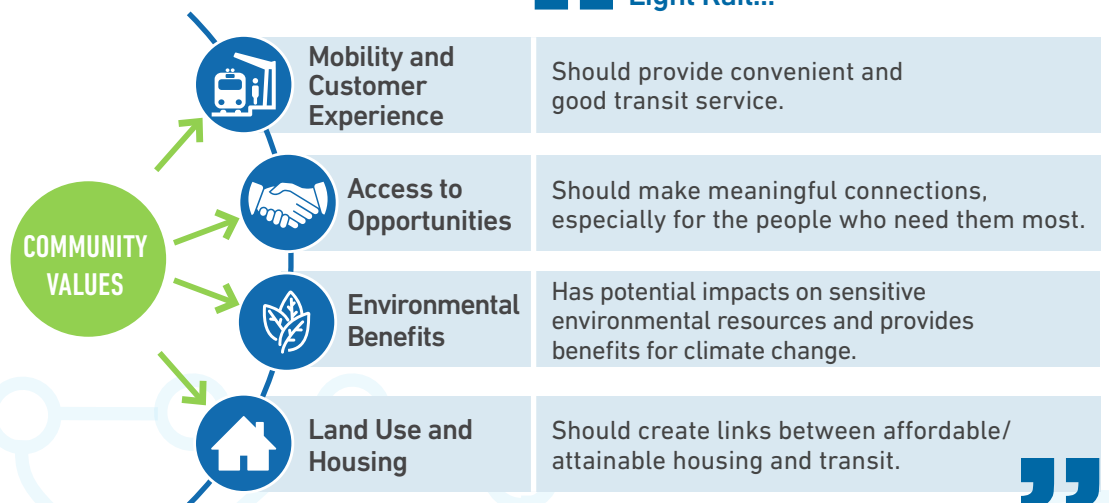 Light Rail...
Mobility and
Customer
Experience
Should provide convenient and
good transit service.
Access to
Opportunities
Should make meaningful connections,
especially for the people who need them most.
COMMUNITY
VALUES
Environmental
Benefits
Has potential impacts on sensitive
environmental resources and provides
benefits for climate change.
Land Use and
Housing
Should create links between affordable/
attainable housing and transit.